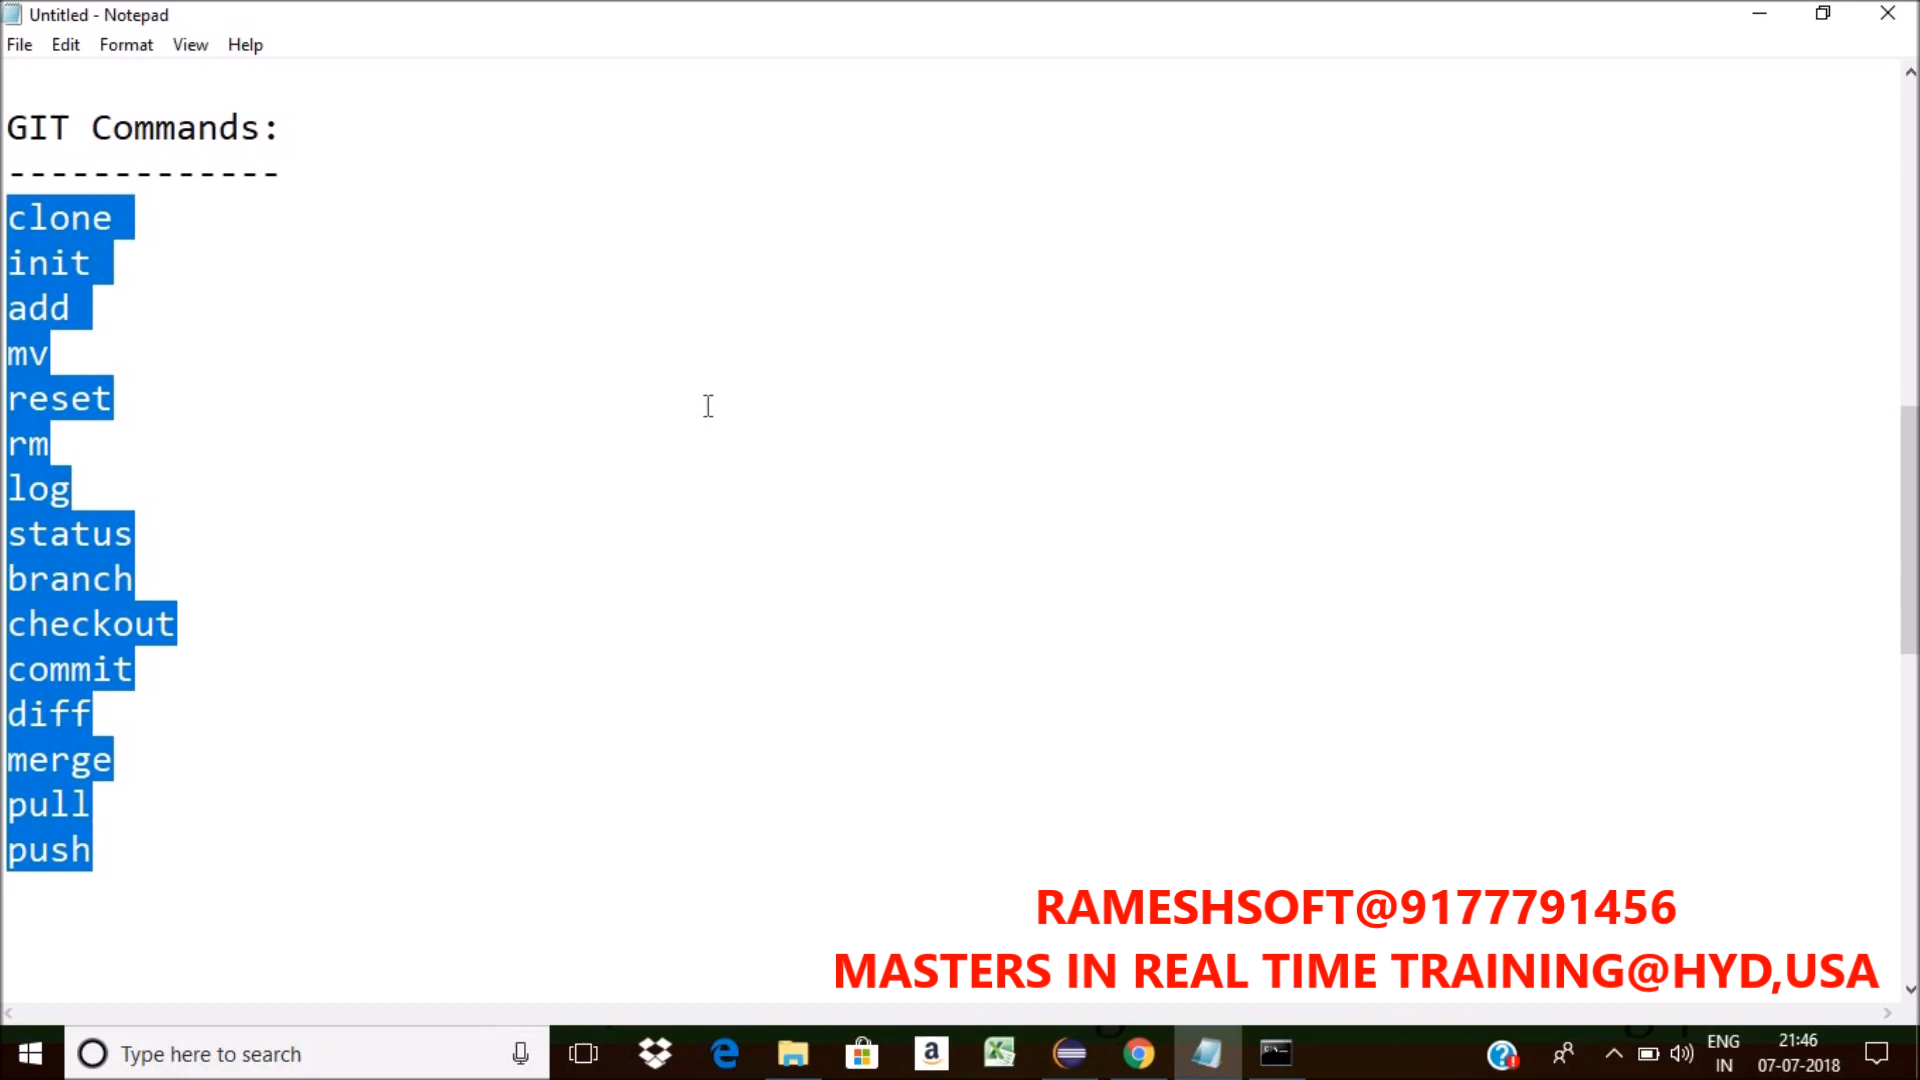 Untitled - Notepad
File Edit Format View Help
GIT Commands:
-------------
clone
init
add
mv
reset
rm
log
status
branch
checkout
commit
diff
merge
pull
push
RAMESHSOFT@9177791456
MASTERS IN REAL TIME TRAINING@HYD,USA
Type here to search
ENG 21:46
IN 07-07-2018